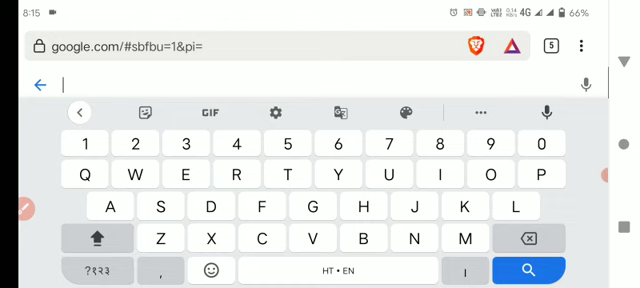 8:15 4G 66%
google.com/#sbfbu=1&pi= 5
GIF
1 2 3 4 5 6 7 8 9 0
Q W E R T Y U I O P
A S D F G H J K L
Z X C V B N M
?१२३ , HT • EN ।